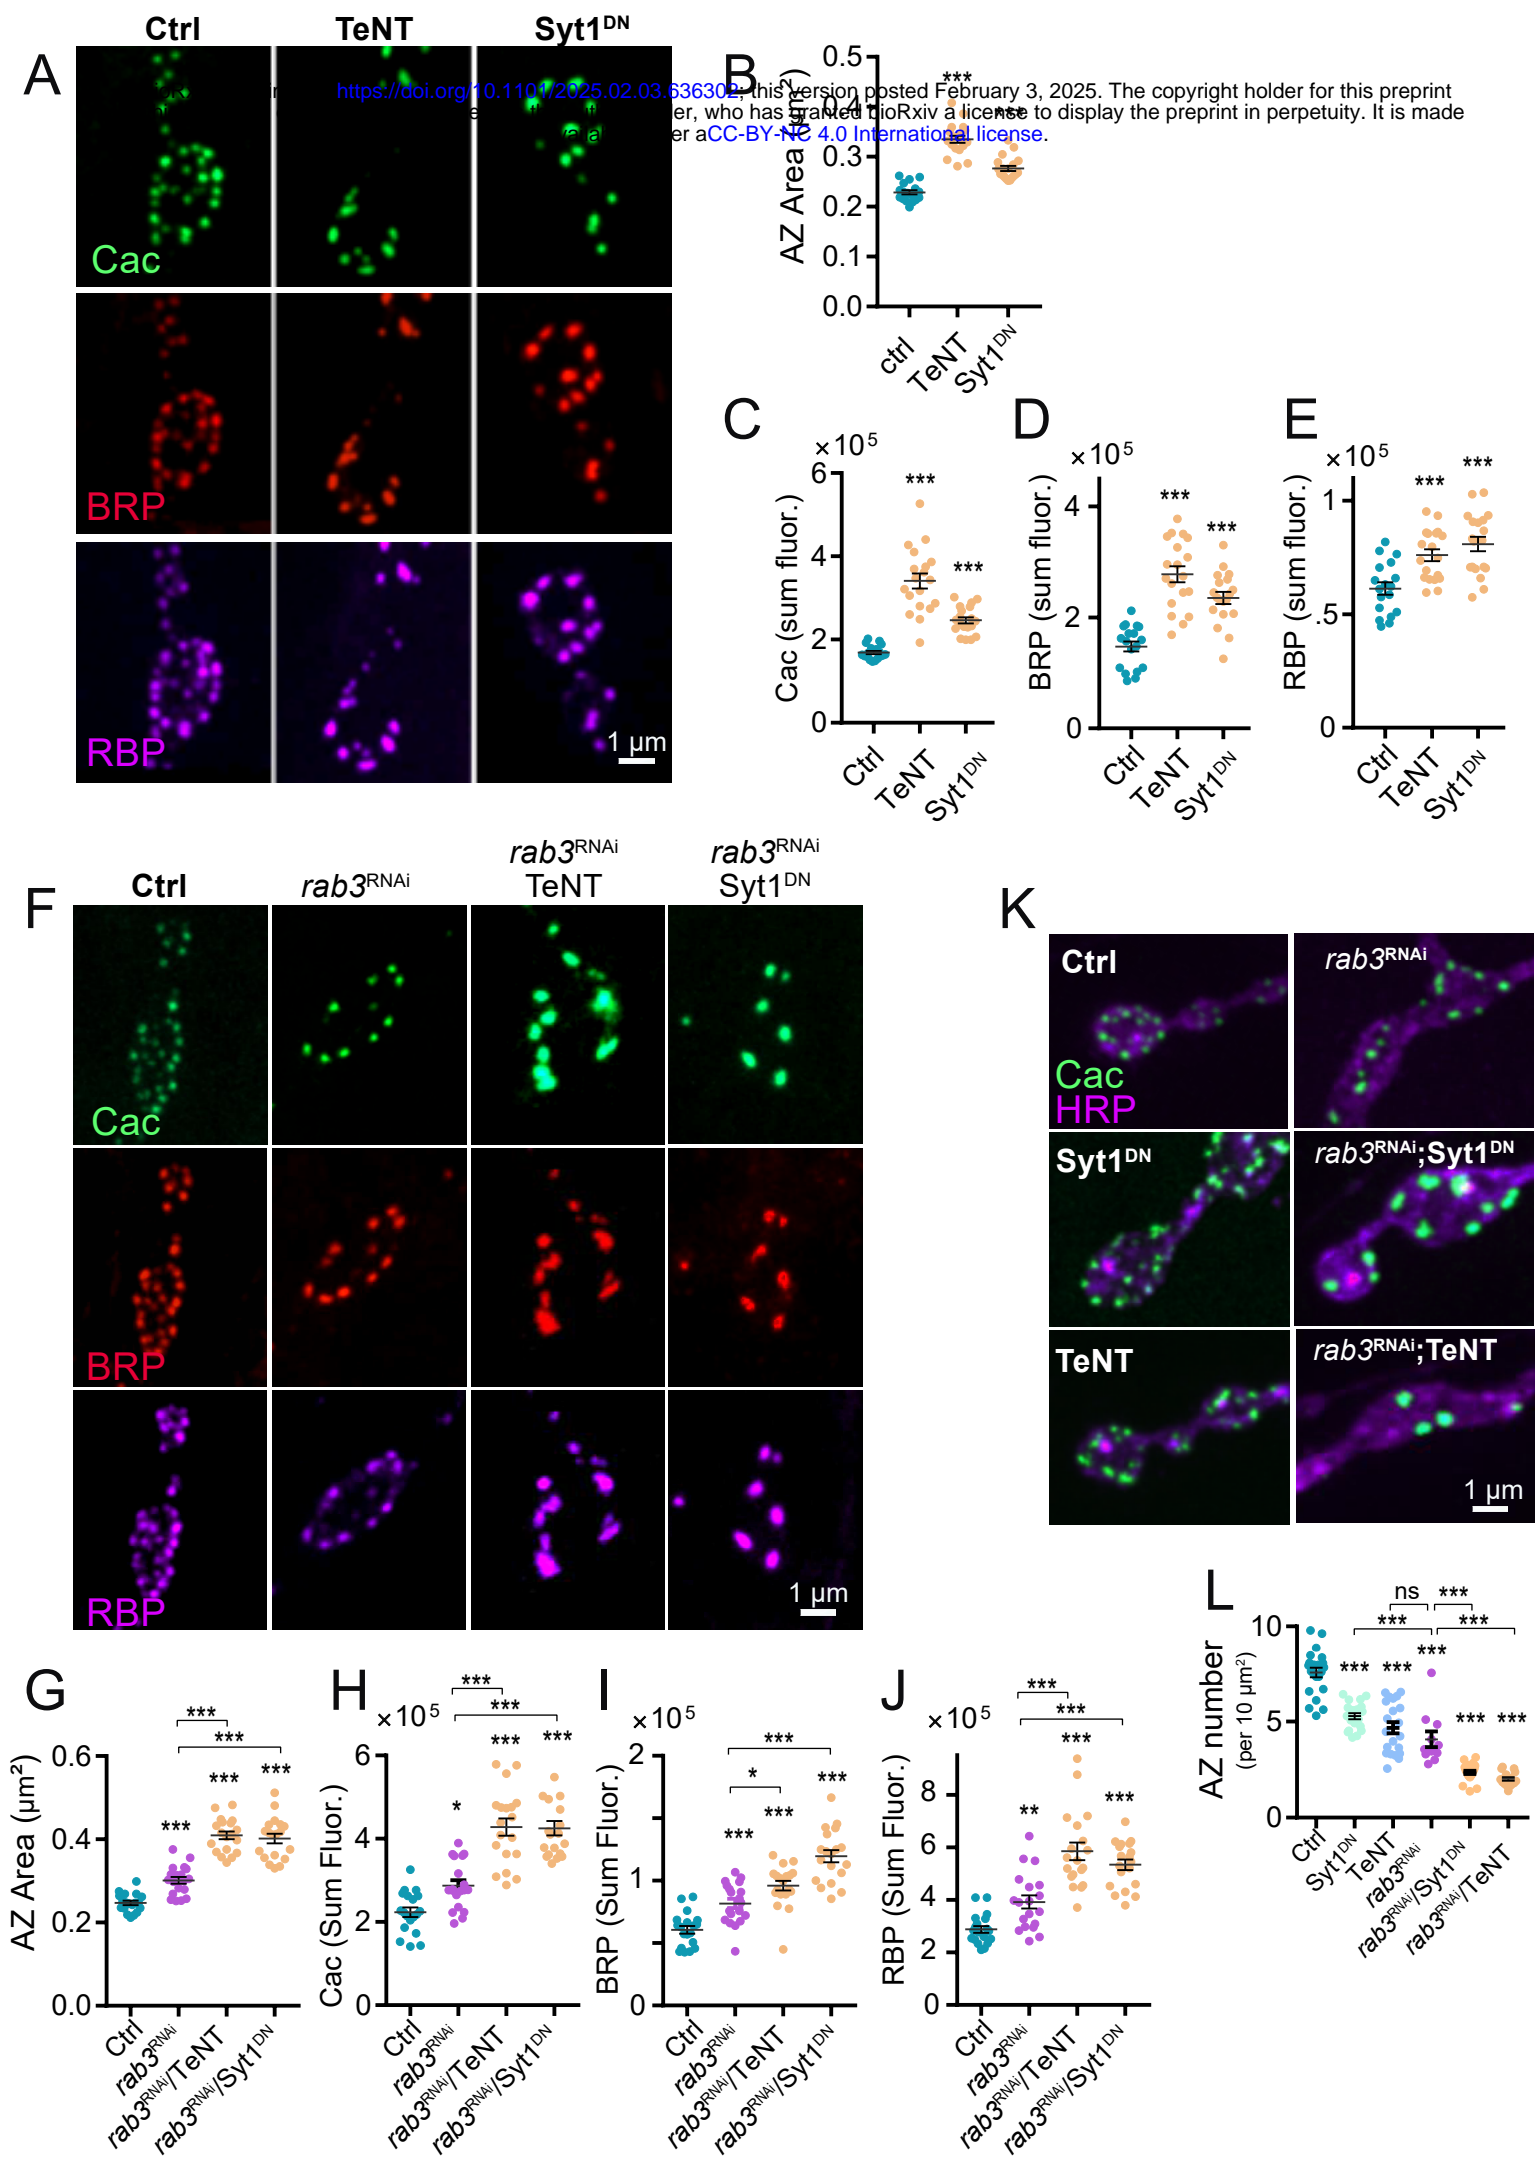 Ctrl TeNT Syt1ᴰᴺ
A
Cac
BRP
RBP
1 µm
https://doi.org/10.1101/2025.02.03.636302; this version posted February 3, 2025. The copyright holder for this preprint
er, who has granted bioRxiv a license to display the preprint in perpetuity. It is made
er aCC-BY-NC 4.0 International license.
B
AZ Area (µm²)
0.5
0.4
0.3
0.2
0.1
0.0
*** ***
ctrl TeNT Syt1ᴰᴺ
C
×10⁵
Cac (sum fluor.)
6
4
2
0
*** ***
Ctrl TeNT Syt1ᴰᴺ
D
×10⁵
BRP (sum fluor.)
4
2
0
*** ***
Ctrl TeNT Syt1ᴰᴺ
E
×10⁵
RBP (sum fluor.)
1
.5
0
*** ***
Ctrl TeNT Syt1ᴰᴺ
F
Ctrl rab3ᴿᴺᴬⁱ rab3ᴿᴺᴬⁱ TeNT rab3ᴿᴺᴬⁱ Syt1ᴰᴺ
Cac
BRP
RBP
1 µm
K
Ctrl rab3ᴿᴺᴬⁱ
Cac
HRP
Syt1ᴰᴺ rab3ᴿᴺᴬⁱ;Syt1ᴰᴺ
TeNT rab3ᴿᴺᴬⁱ;TeNT
1 µm
G
AZ Area (µm²)
0.6
0.4
0.2
0.0
*** ***
*** *** ***
Ctrl rab3ᴿᴺᴬⁱ rab3ᴿᴺᴬⁱ/TeNT rab3ᴿᴺᴬⁱ/Syt1ᴰᴺ
H
×10⁵
Cac (Sum Fluor.)
6
4
2
0
*** ***
* *** ***
Ctrl rab3ᴿᴺᴬⁱ rab3ᴿᴺᴬⁱ/TeNT rab3ᴿᴺᴬⁱ/Syt1ᴰᴺ
I
×10⁵
BRP (Sum Fluor.)
2
1
0
*** *
*** *** ***
Ctrl rab3ᴿᴺᴬⁱ rab3ᴿᴺᴬⁱ/TeNT rab3ᴿᴺᴬⁱ/Syt1ᴰᴺ
J
×10⁵
RBP (Sum Fluor.)
8
6
4
2
0
*** ***
** *** ***
Ctrl rab3ᴿᴺᴬⁱ rab3ᴿᴺᴬⁱ/TeNT rab3ᴿᴺᴬⁱ/Syt1ᴰᴺ
L
AZ number
(per 10 µm²)
10
5
0
ns ***
*** ***
*** *** *** *** ***
Ctrl Syt1ᴰᴺ TeNT rab3ᴿᴺᴬⁱ rab3ᴿᴺᴬⁱ/Syt1ᴰᴺ rab3ᴿᴺᴬⁱ/TeNT